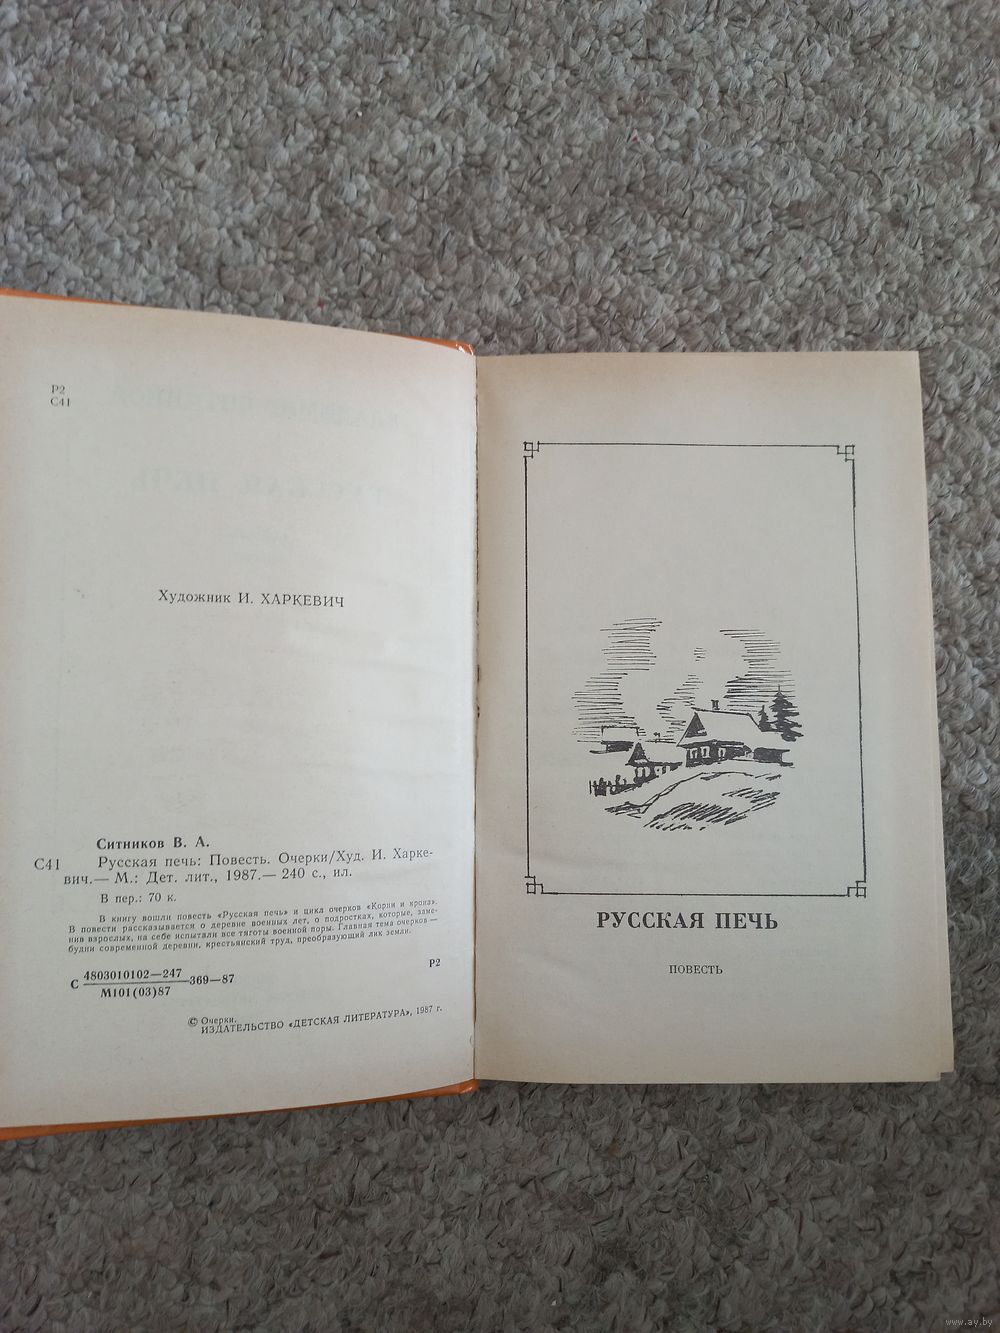 Р2
С41
Художник И. ХАРКЕВИЧ
Ситников В. А.
С41 Русская печь: Повесть. Очерки/Худ. И. Харке-
вич.— М.: Дет. лит., 1987.— 240 с., ил.
В пер.: 70 к.
В книгу вошли повесть «Русская печь» и цикл очерков «Корни и крона».
В повести рассказывается о деревне военных лет, о подростках, которые, заме-
нив взрослых, на себе испытали все тяготы военной поры. Главная тема очерков —
будни современной деревни, крестьянский труд, преобразующий лик земли.
С 4803010102—247 —369—87
М101(03)87
Р2
© Очерки.
ИЗДАТЕЛЬСТВО «ДЕТСКАЯ ЛИТЕРАТУРА», 1987 г.
РУССКАЯ ПЕЧЬ
ПОВЕСТЬ
www.ay.by